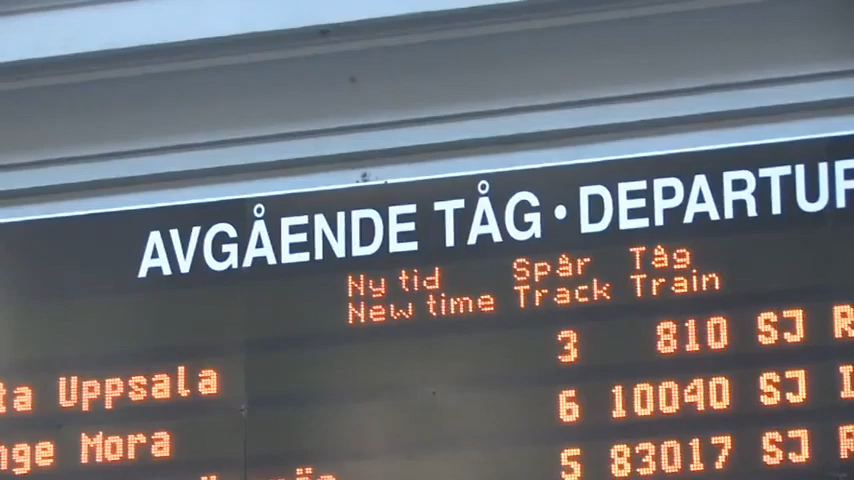 AVGÅENDE TÅG · DEPARTUR
Ny tid Spår Tåg
New time Track Train
3 810 SJ R
ta Uppsala 6 10040 SJ I
nge Mora 5 83017 SJ R